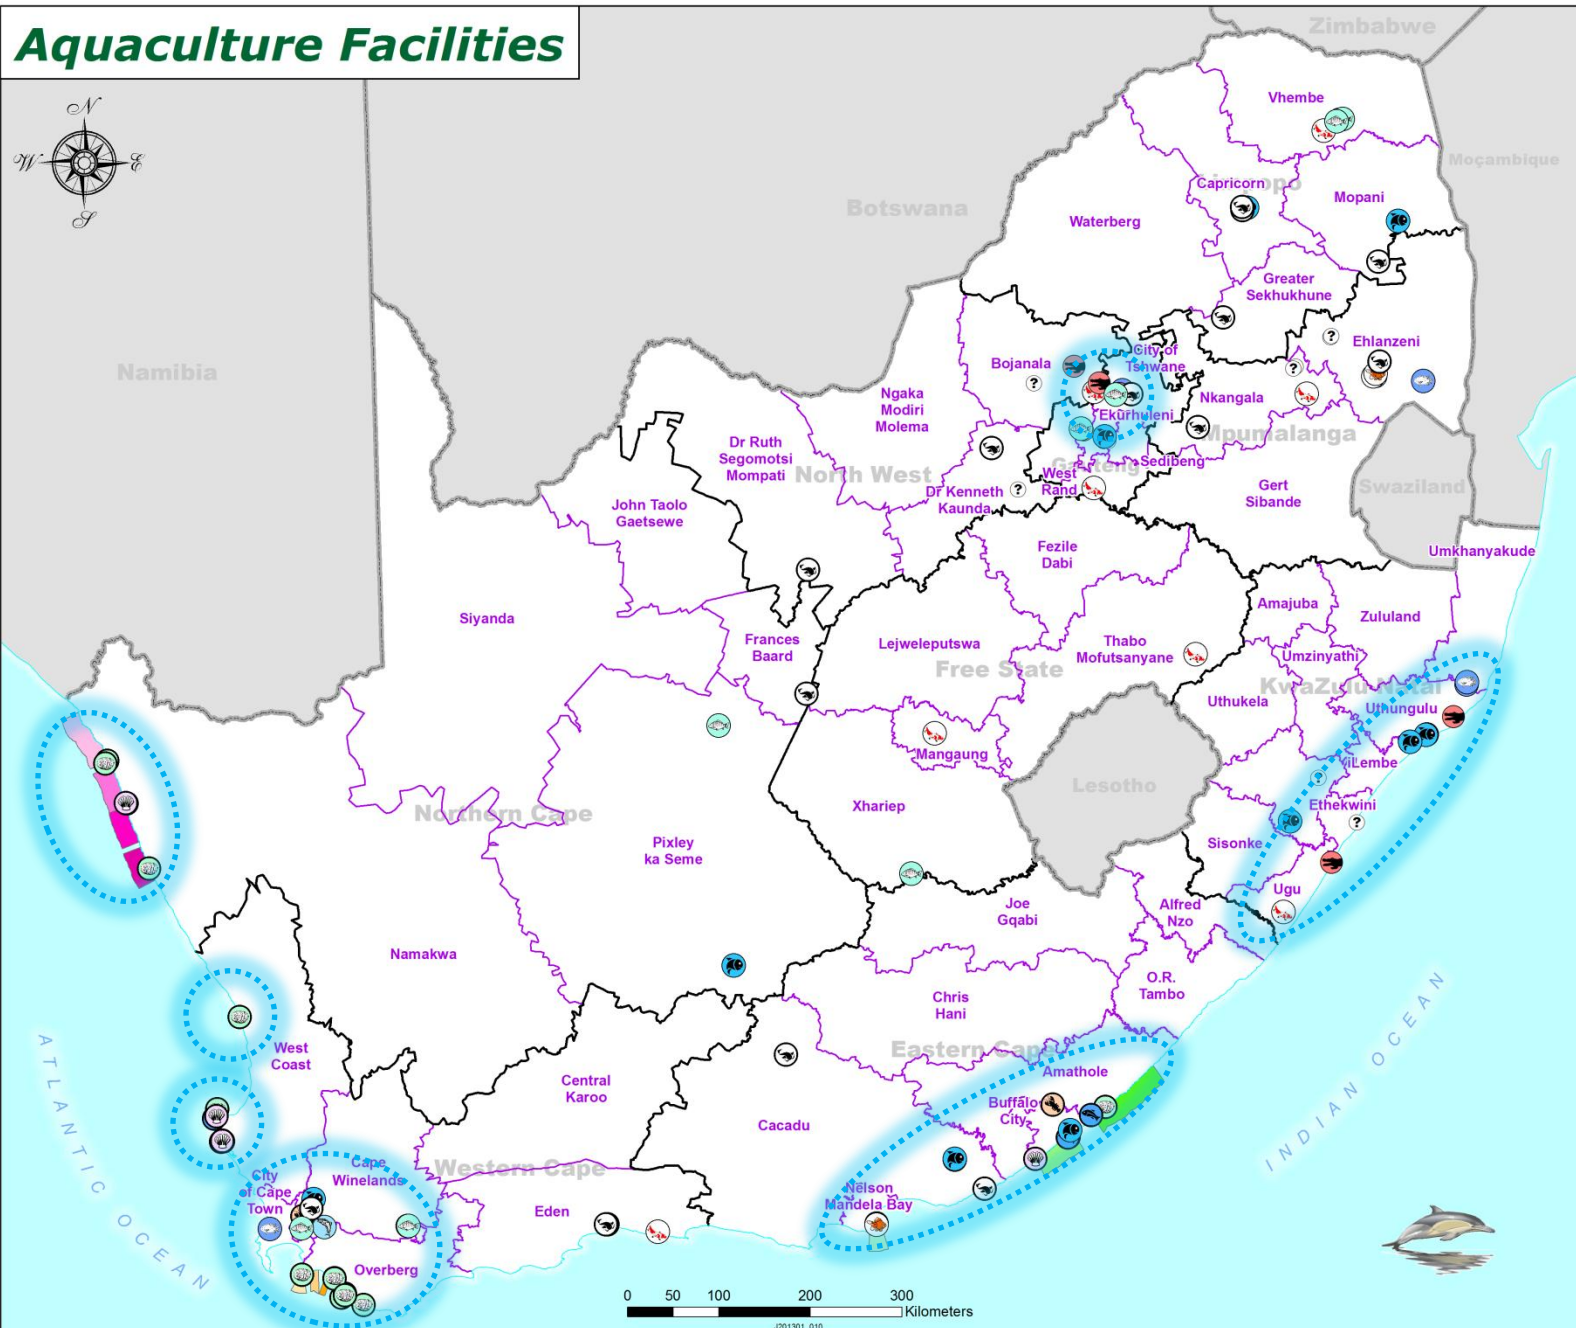 Aquaculture Facilities
N
W
E
S
Zimbabwe
Moçambique
Botswana
Namibia
Swaziland
Lesotho
North West
Mpumalanga
Free State
KwaZulu Natal
Northern Cape
Eastern Cape
Western Cape
Vhembe
Capricorn
Mopani
Waterberg
Greater
Sekhukhune
Ehlanzeni
Bojanala
City of
Tshwane
Nkangala
Ekurhuleni
Ngaka
Modiri
Molema
Dr Ruth
Segomotsi
Mompati
Sedibeng
West
Rand
Gert
Sibande
Dr Kenneth
Kaunda
John Taolo
Gaetsewe
Fezile
Dabi
Umkhanyakude
Amajuba
Zululand
Siyanda
Frances
Baard
Lejweleputswa
Thabo
Mofutsanyane
Umzinyathi
Uthukela
Uthungulu
Mangaung
iLembe
Xhariep
Ethekwini
Pixley
ka Seme
Sisonke
Ugu
Joe
Gqabi
Alfred
Nzo
Namakwa
O.R.
Tambo
Chris
Hani
West
Coast
Central
Karoo
Amathole
Buffalo
City
Cacadu
City
of Cape
Town
Cape
Winelands
Nelson
Mandela Bay
Eden
Overberg
ATLANTIC OCEAN
INDIAN OCEAN
?
?
?
?
?
0 50 100 200 300
Kilometers